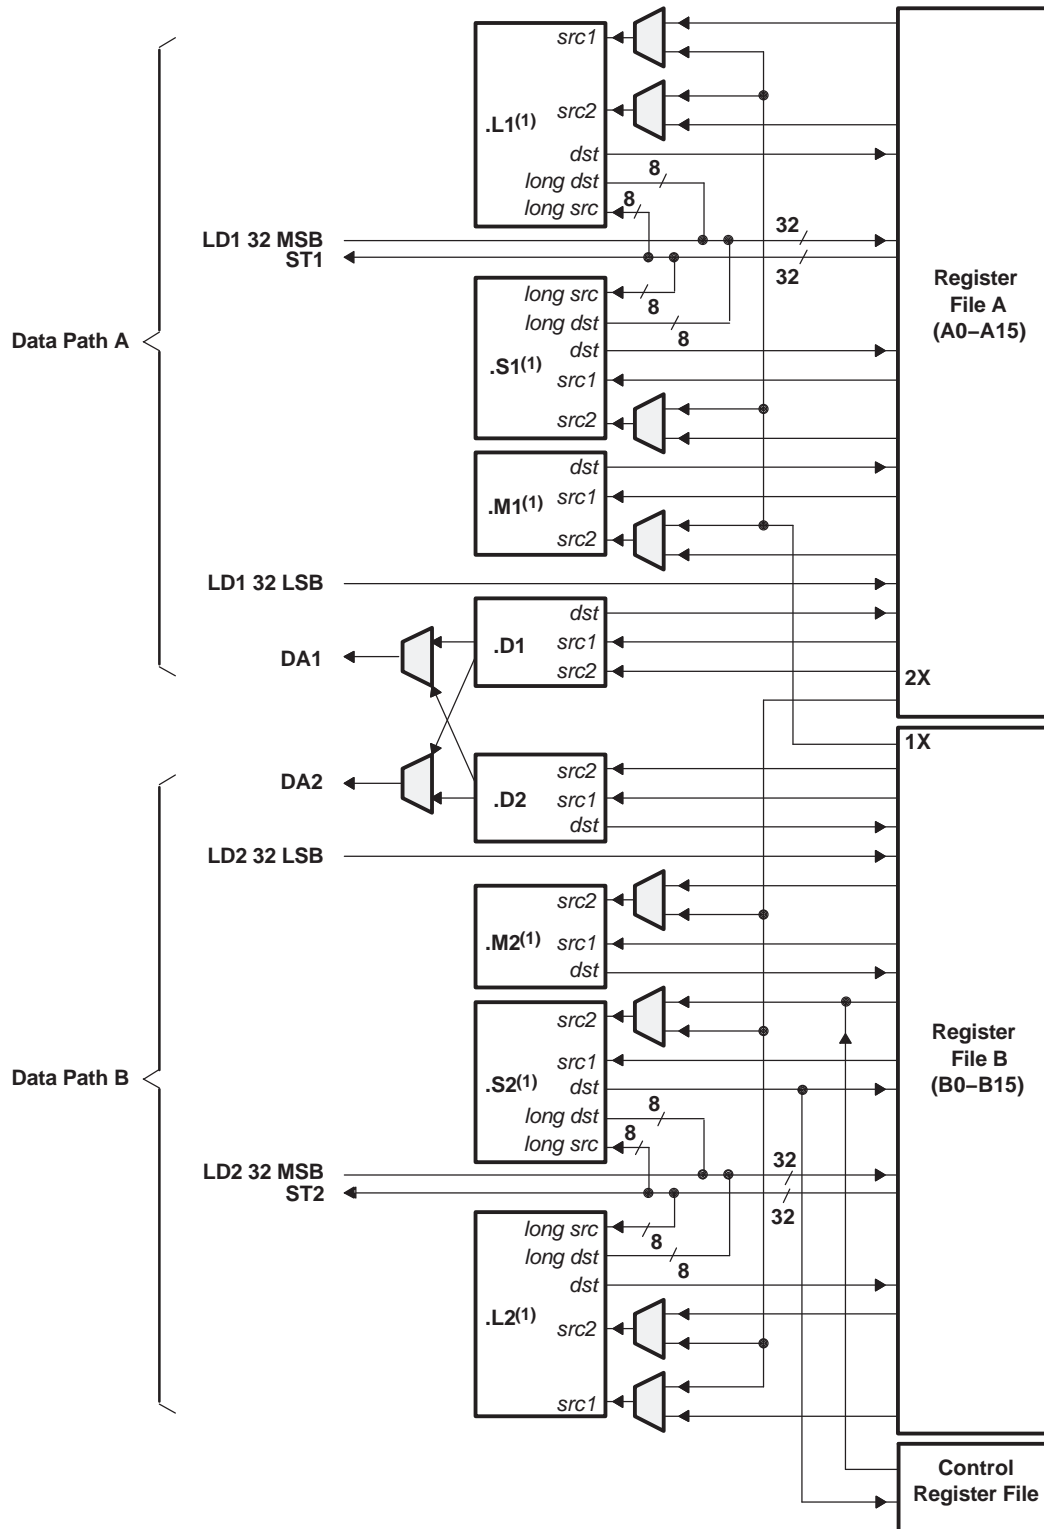 src1
.L1(1)
src2
dst
8
long dst
8
long src
LD1 32 MSB
32
ST1
32
Register
File A
(A0–A15)
long src
8
long dst
8
Data Path A
dst
.S1(1)
src1
src2
dst
.M1(1)
src1
src2
LD1 32 LSB
dst
.D1
src1
DA1
src2
2X
1X
src2
DA2
.D2
src1
dst
LD2 32 LSB
src2
.M2(1)
src1
dst
src2
Register
File B
(B0–B15)
src1
Data Path B
.S2(1)
dst
8
long dst
8
long src
LD2 32 MSB
32
ST2
32
long src
8
long dst
8
dst
.L2(1)
src2
src1
Control
Register File